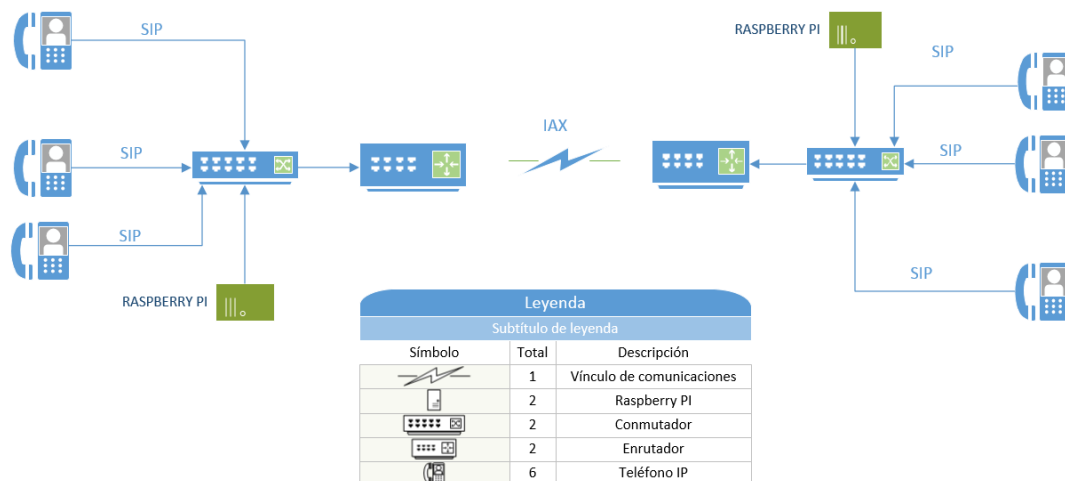 SIP
SIP
SIP
RASPBERRY PI
IAX
RASPBERRY PI
SIP
SIP
SIP
Leyenda
Subtítulo de leyenda
Símbolo Total Descripción
1 Vínculo de comunicaciones
2 Raspberry PI
2 Conmutador
2 Enrutador
6 Teléfono IP